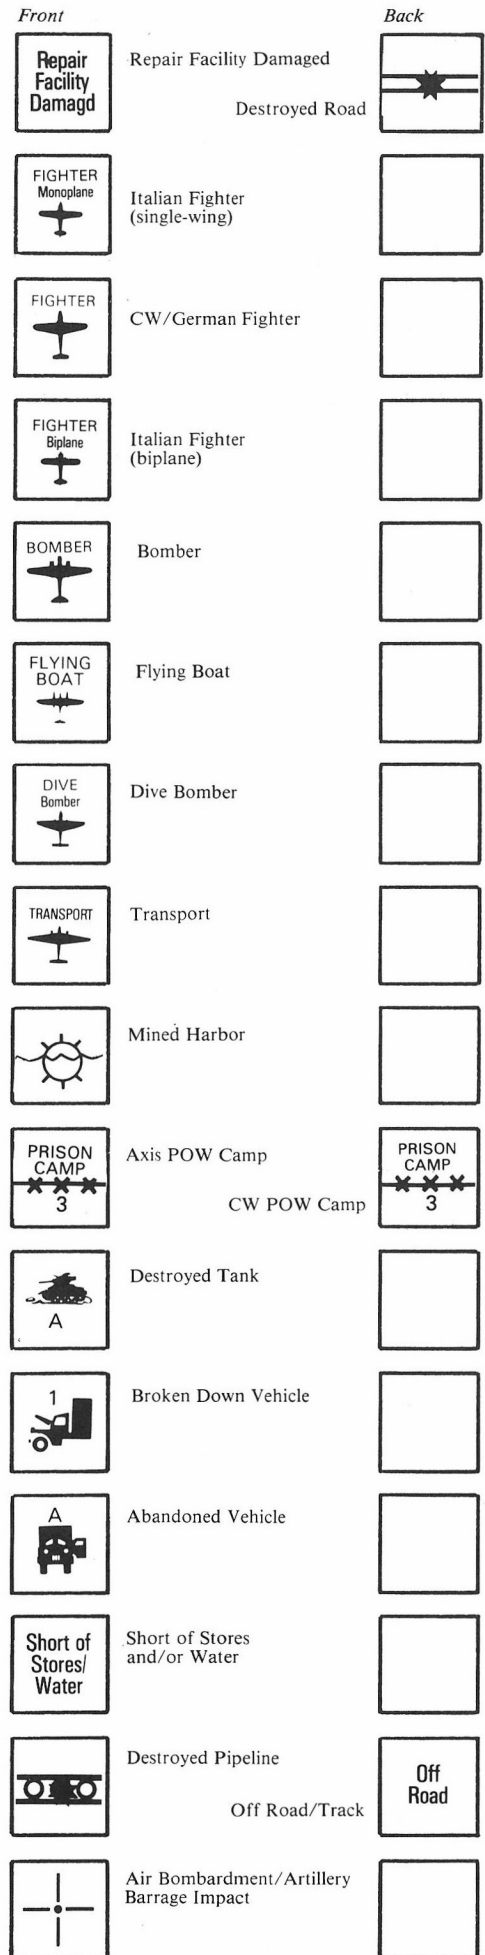 Front Back
Repair
Facility
Damagd
Repair Facility Damaged
Destroyed Road
FIGHTER
Monoplane
Italian Fighter
(single-wing)
FIGHTER
CW/German Fighter
FIGHTER
Biplane
Italian Fighter
(biplane)
BOMBER
Bomber
FLYING
BOAT
Flying Boat
DIVE
Bomber
Dive Bomber
TRANSPORT
Transport
Mined Harbor
PRISON
CAMP
3
Axis POW Camp
CW POW Camp
PRISON
CAMP
3
A
Destroyed Tank
1
Broken Down Vehicle
A
Abandoned Vehicle
Short of
Stores/
Water
Short of Stores
and/or Water
Destroyed Pipeline
Off Road/Track
Off
Road
Air Bombardment/Artillery
Barrage Impact